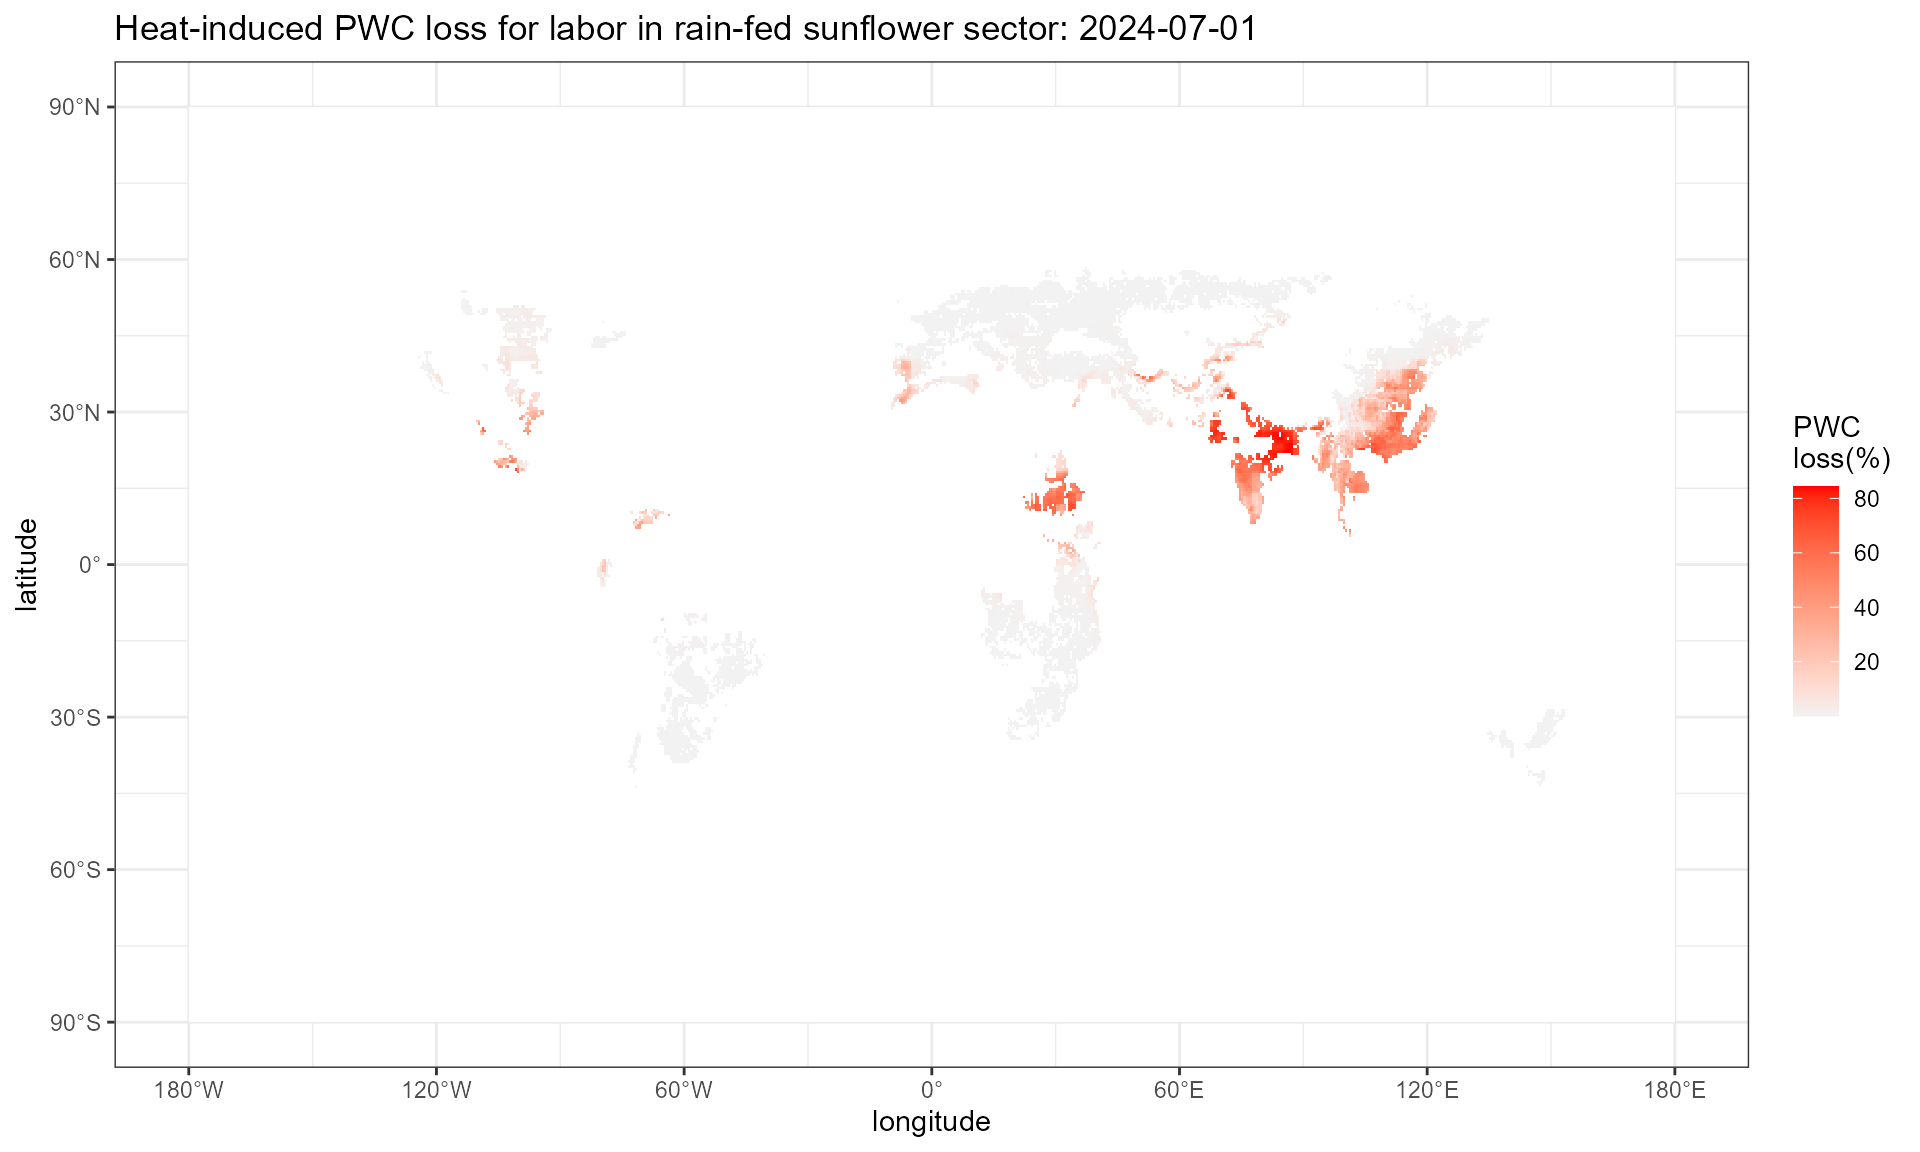 Heat-induced PWC loss for labor in rain-fed sunflower sector: 2024-07-01
90°N
60°N
30°N
0°
30°S
60°S
90°S
latitude
180°W
120°W
60°W
0°
60°E
120°E
180°E
longitude
PWC
loss(%)
80
60
40
20